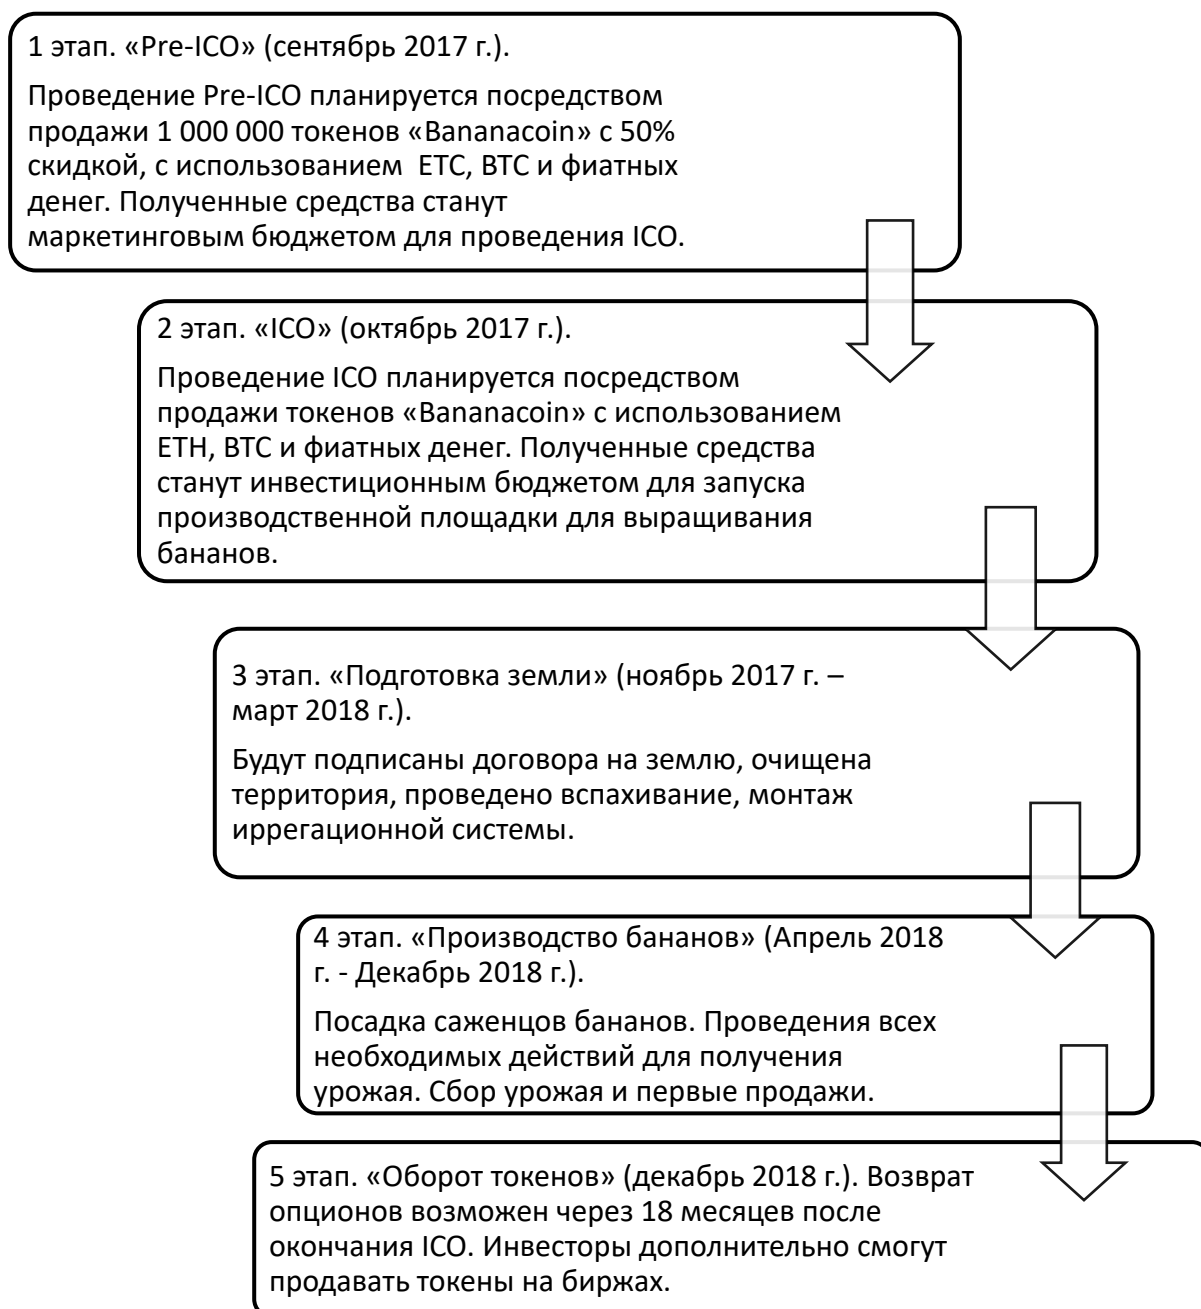 1 этап. «Pre-ICO» (сентябрь 2017 г.).
Проведение Pre-ICO планируется посредством
продажи 1 000 000 токенов «Bananacoin» с 50%
скидкой, с использованием ETC, BTC и фиатных
денег. Полученные средства станут
маркетинговым бюджетом для проведения ICO.
2 этап. «ICO» (октябрь 2017 г.).
Проведение ICO планируется посредством
продажи токенов «Bananacoin» с использованием
ETH, BTC и фиатных денег. Полученные средства
станут инвестиционным бюджетом для запуска
производственной площадки для выращивания
бананов.
3 этап. «Подготовка земли» (ноябрь 2017 г. –
март 2018 г.).
Будут подписаны договора на землю, очищена
территория, проведено вспахивание, монтаж
иррегационной системы.
4 этап. «Производство бананов» (Апрель 2018
г. - Декабрь 2018 г.).
Посадка саженцов бананов. Проведения всех
необходимых действий для получения
урожая. Сбор урожая и первые продажи.
5 этап. «Оборот токенов» (декабрь 2018 г.). Возврат
опционов возможен через 18 месяцев после
окончания ICO. Инвесторы дополнительно смогут
продавать токены на биржах.